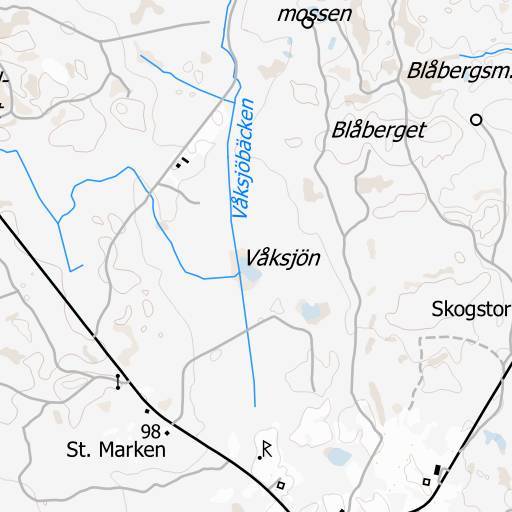 mossen
Blåbergsm.
Blåberget
Våksjöbäcken
Våksjön
Skogstor
98
St. Marken
R